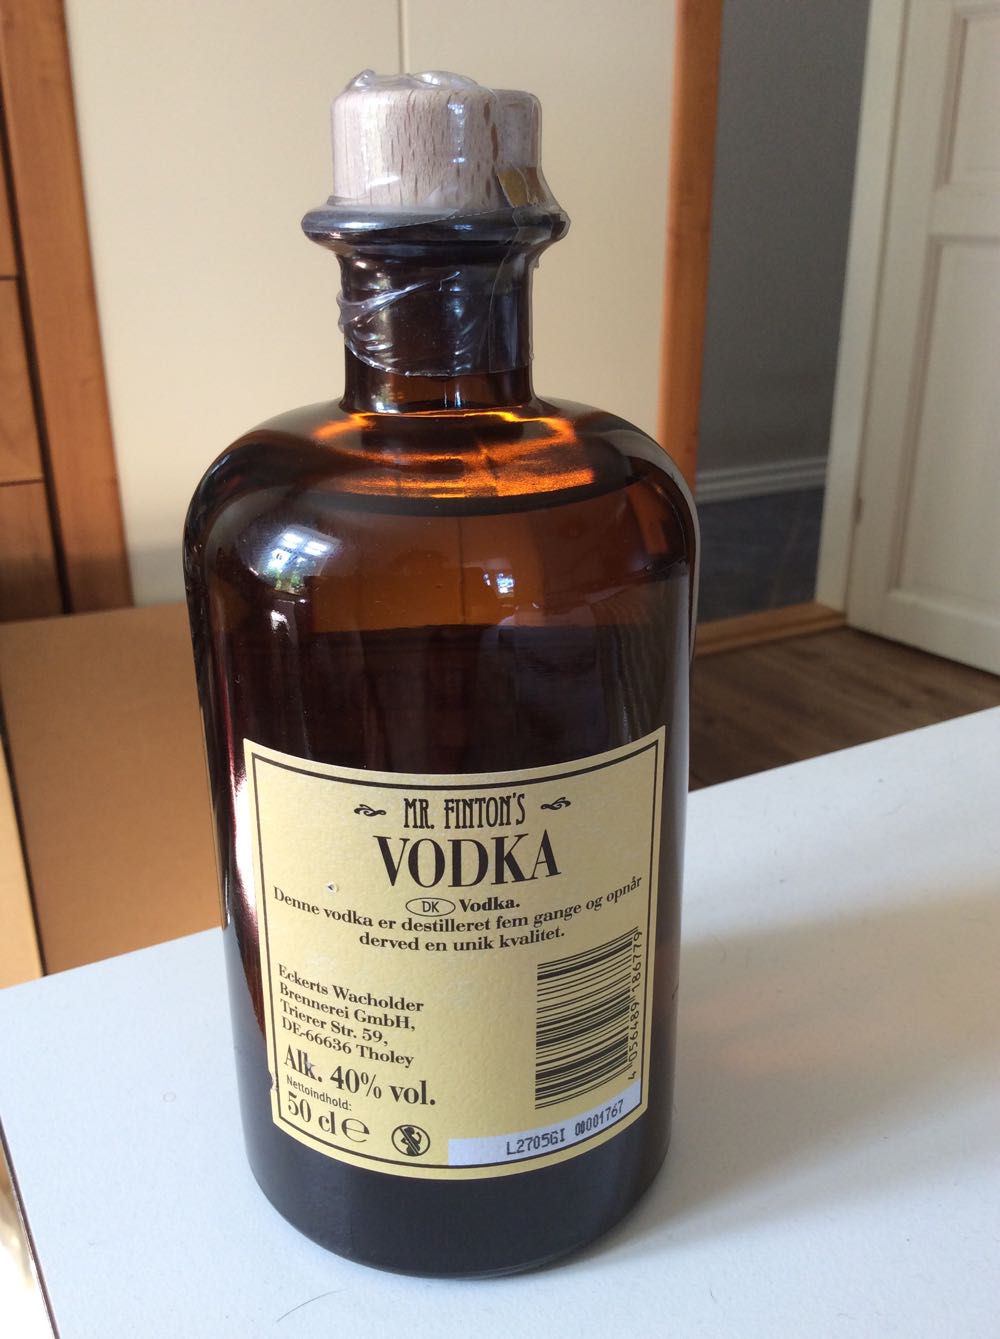 MR. FINTON'S
VODKA
DK Vodka.
Denne vodka er destilleret fem gange og opnår
derved en unik kvalitet.
Eckerts Wacholder
Brennerei GmbH,
Trierer Str. 59,
DE-66636 Tholey
Alk. 40% vol.
Nettoindhold:
50 cl e
4 056489 186779
L2705GI 00001767